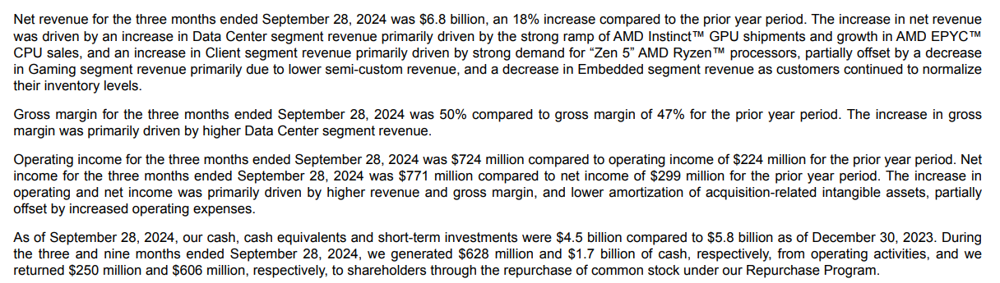 Net revenue for the three months ended September 28, 2024 was $6.8 billion, an 18% increase compared to the prior year period. The increase in net revenue
was driven by an increase in Data Center segment revenue primarily driven by the strong ramp of AMD Instinct™ GPU shipments and growth in AMD EPYC™
CPU sales, and an increase in Client segment revenue primarily driven by strong demand for “Zen 5” AMD Ryzen™ processors, partially offset by a decrease
in Gaming segment revenue primarily due to lower semi-custom revenue, and a decrease in Embedded segment revenue as customers continued to normalize
their inventory levels.
Gross margin for the three months ended September 28, 2024 was 50% compared to gross margin of 47% for the prior year period. The increase in gross
margin was primarily driven by higher Data Center segment revenue.
Operating income for the three months ended September 28, 2024 was $724 million compared to operating income of $224 million for the prior year period. Net
income for the three months ended September 28, 2024 was $771 million compared to net income of $299 million for the prior year period. The increase in
operating and net income was primarily driven by higher revenue and gross margin, and lower amortization of acquisition-related intangible assets, partially
offset by increased operating expenses.
As of September 28, 2024, our cash, cash equivalents and short-term investments were $4.5 billion compared to $5.8 billion as of December 30, 2023. During
the three and nine months ended September 28, 2024, we generated $628 million and $1.7 billion of cash, respectively, from operating activities, and we
returned $250 million and $606 million, respectively, to shareholders through the repurchase of common stock under our Repurchase Program.